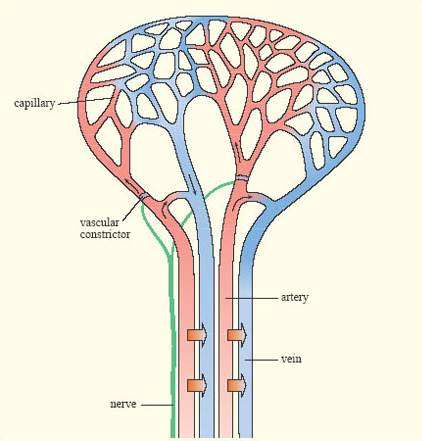 capillary
vascular
constrictor
artery
vein
nerve